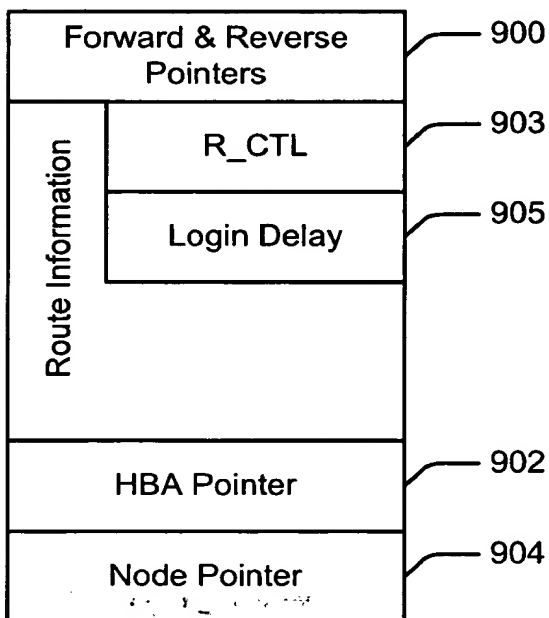 Forward & Reverse
Pointers
900
R_CTL
903
Login Delay
905
Route Information
HBA Pointer
902
Node Pointer
904